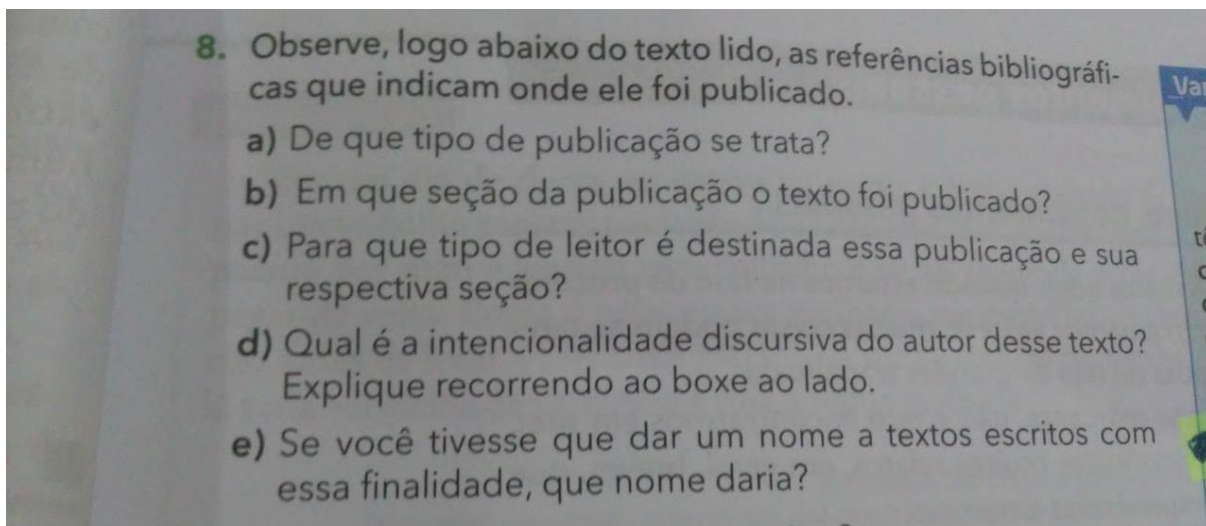 8. Observe, logo abaixo do texto lido, as referências bibliográfi-
cas que indicam onde ele foi publicado.
a) De que tipo de publicação se trata?
b) Em que seção da publicação o texto foi publicado?
c) Para que tipo de leitor é destinada essa publicação e sua
respectiva seção?
d) Qual é a intencionalidade discursiva do autor desse texto?
Explique recorrendo ao boxe ao lado.
e) Se você tivesse que dar um nome a textos escritos com
essa finalidade, que nome daria?